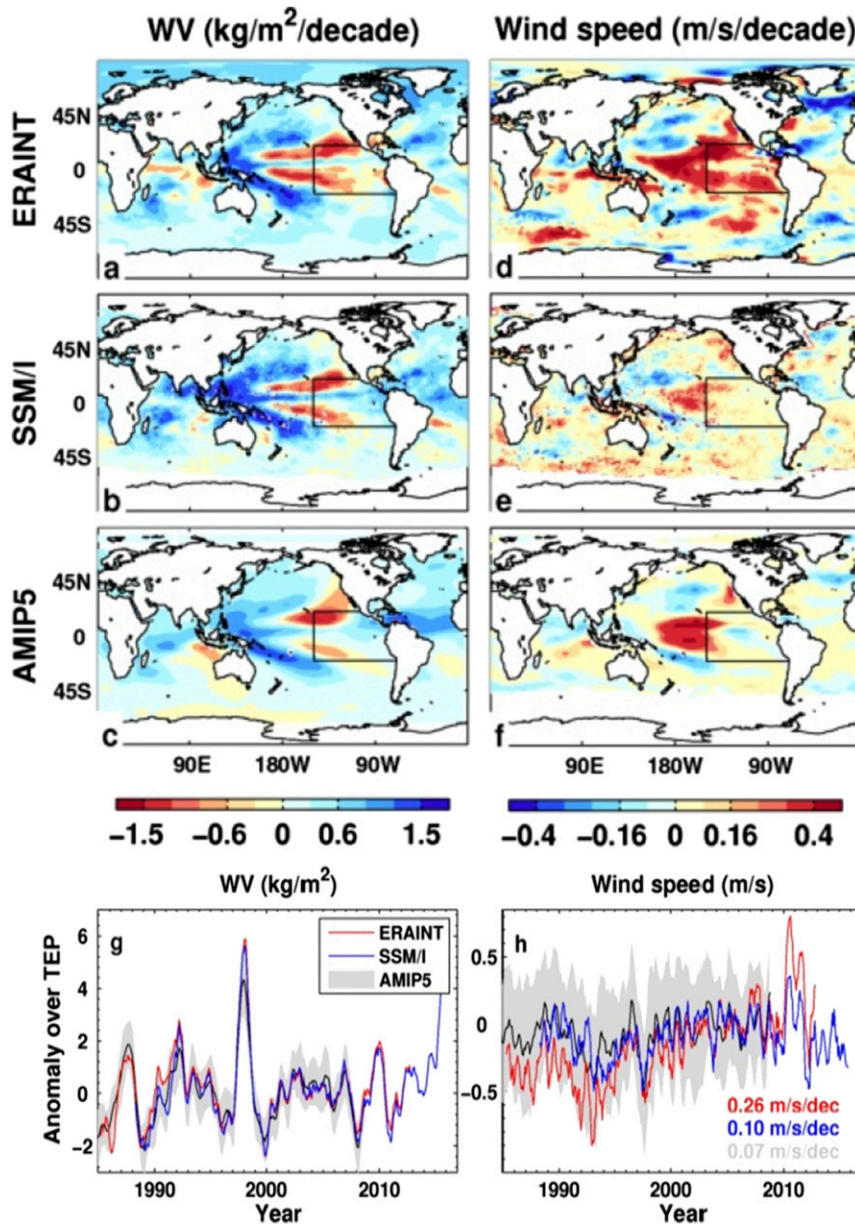 WV (kg/m²/decade)
Wind speed (m/s/decade)
ERAINT
45N
0
45S
a
d
SSM/I
45N
0
45S
b
e
AMIP5
45N
0
45S
c
f
90E 180W 90W
90E 180W 90W
−1.5 −0.6 0 0.6 1.5
−0.4 −0.16 0 0.16 0.4
WV (kg/m²)
Wind speed (m/s)
g
ERAINT
SSM/I
AMIP5
h
Anomaly over TEP
6
4
2
0
−2
0.5
0
−0.5
0.26 m/s/dec
0.10 m/s/dec
0.07 m/s/dec
1990 2000 2010
1990 2000 2010
Year
Year